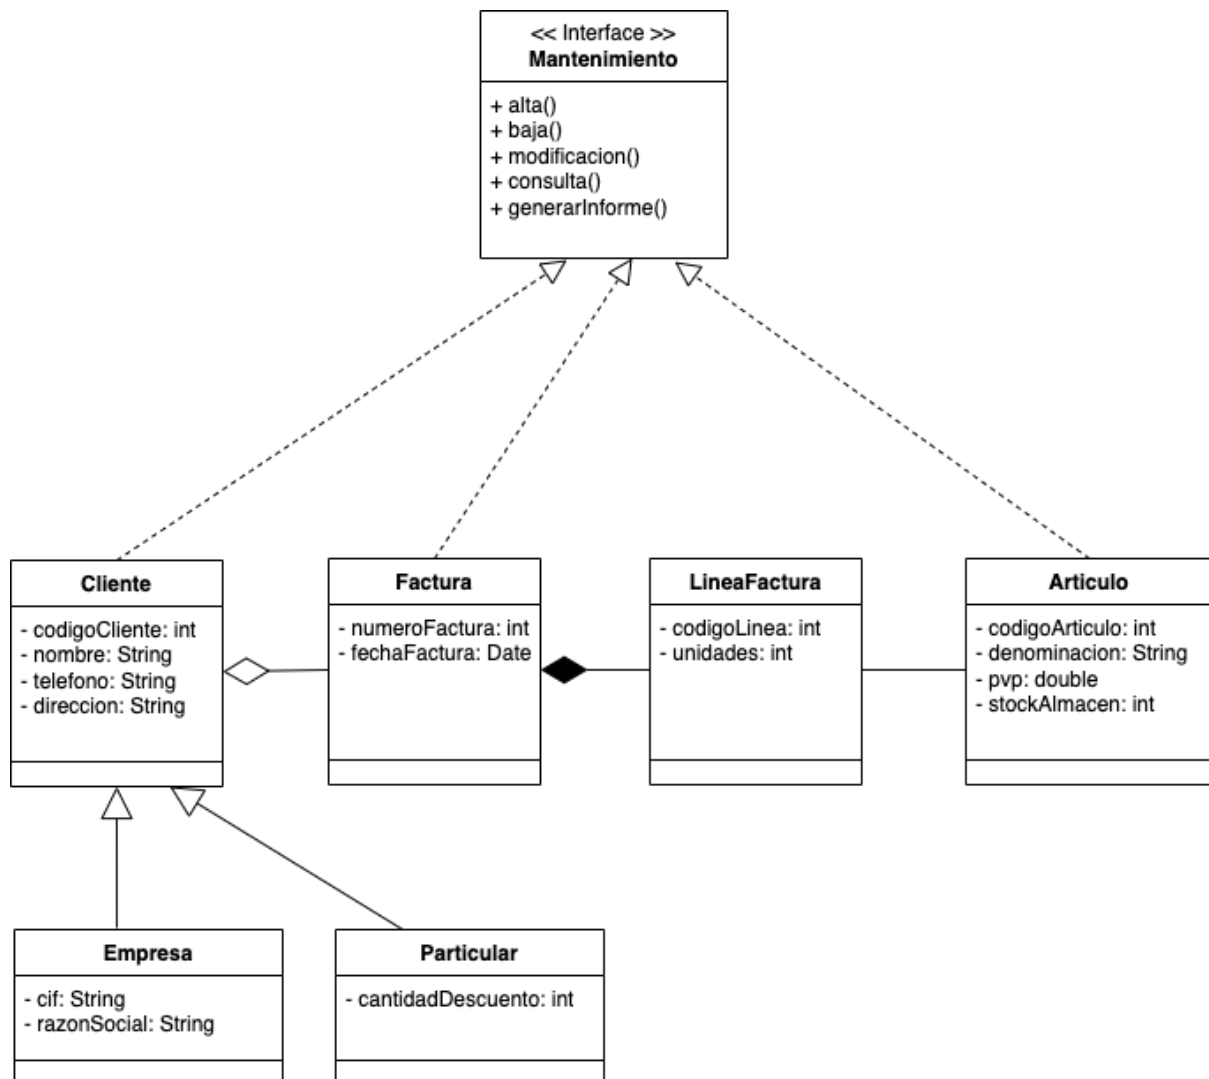 << Interface >>
Mantenimiento
+ alta()
+ baja()
+ modificacion()
+ consulta()
+ generarInforme()
Cliente
- codigoCliente: int
- nombre: String
- telefono: String
- direccion: String
Factura
- numeroFactura: int
- fechaFactura: Date
LineaFactura
- codigoLinea: int
- unidades: int
Articulo
- codigoArticulo: int
- denominacion: String
- pvp: double
- stockAlmacen: int
Empresa
- cif: String
- razonSocial: String
Particular
- cantidadDescuento: int